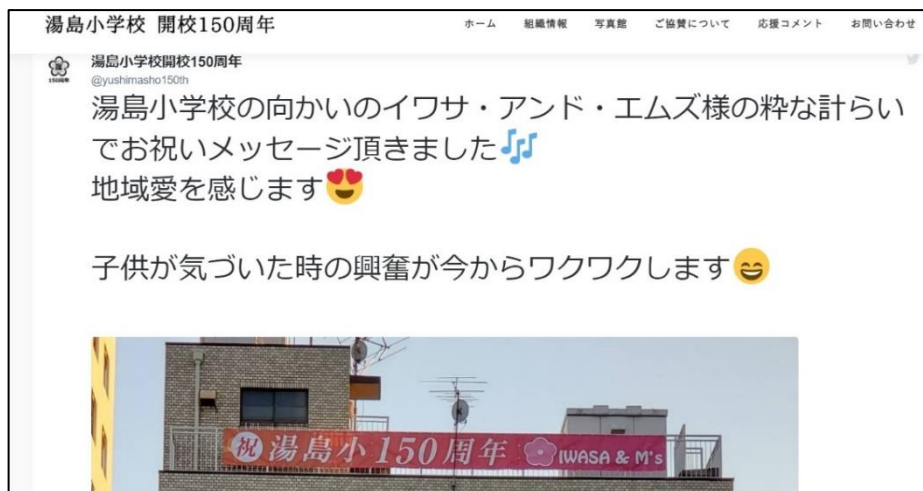 湯島小学校 開校150周年
ホーム 組織情報 写真館 ご協賛について 応援コメント お問い合わせ
湯島小学校開校150周年
@yushimasho150th
湯島小学校の向かいのイワサ・アンド・エムズ様の粋な計らい
でお祝いメッセージ頂きました🎶
地域愛を感じます😍
子供が気づいた時の興奮が今からワクワクします😄
祝 湯島小150周年 IWASA & M's